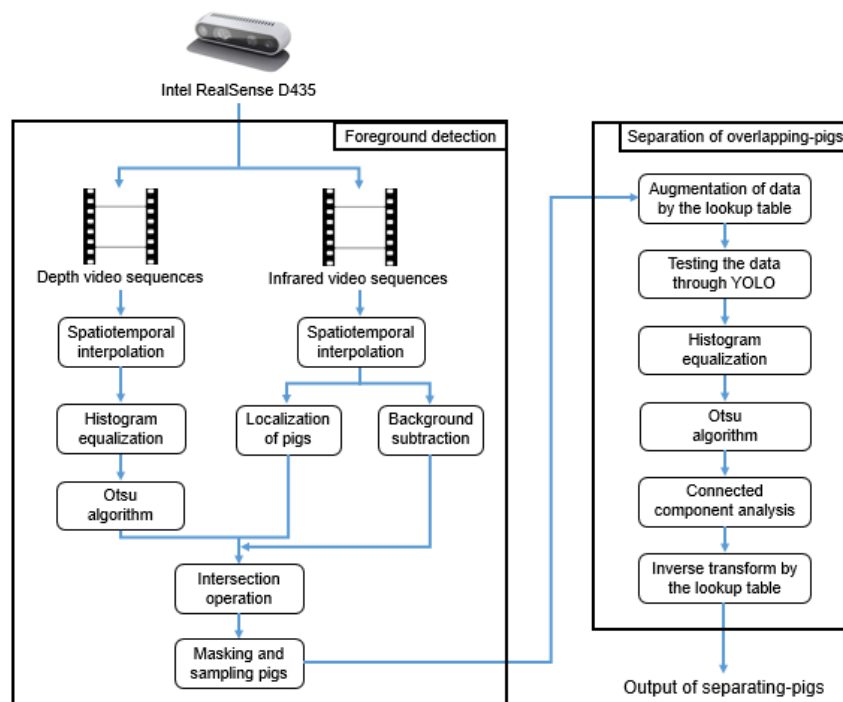 Intel RealSense D435
Foreground detection
Depth video sequences
Infrared video sequences
Spatiotemporal
interpolation
Spatiotemporal
interpolation
Histogram
equalization
Localization
of pigs
Background
subtraction
Otsu
algorithm
Intersection
operation
Masking and
sampling pigs
Separation of overlapping-pigs
Augmentation of data
by the lookup table
Testing the data
through YOLO
Histogram
equalization
Otsu
algorithm
Connected
component analysis
Inverse transform by
the lookup table
Output of separating-pigs